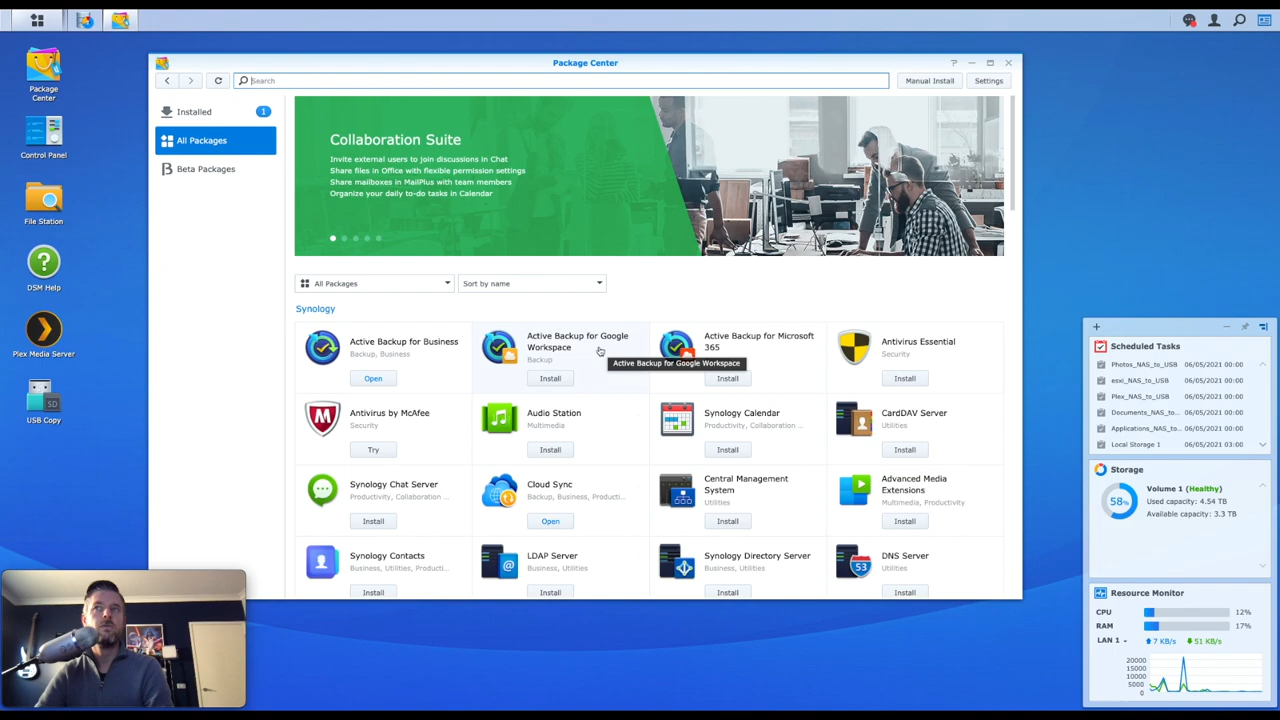 Package Center
Search
Manual Install
Settings
Package
Center
Control Panel
File Station
DSM Help
Plex Media Server
SD
USB Copy
Installed
1
All Packages
Beta Packages
Collaboration Suite
Invite external users to join discussions in Chat
Share files in Office with flexible permission settings
Share mailboxes in MailPlus with team members
Organize your daily to-do tasks in Calendar
All Packages
Sort by name
Synology
Active Backup for Business
Backup, Business
Open
Active Backup for Google
Workspace
Backup
Install
Active Backup for Microsoft
365
Active Backup for Google Workspace
Install
Antivirus Essential
Security
Install
Antivirus by McAfee
Security
Try
Audio Station
Multimedia
Install
Synology Calendar
Productivity, Collaboration ...
Install
CardDAV Server
Utilities
Install
Synology Chat Server
Productivity, Collaboration ...
Install
Cloud Sync
Backup, Business, Producti...
Open
Central Management
System
Utilities
Install
Advanced Media
Extensions
Multimedia, Productivity
Install
Synology Contacts
Business, Utilities, Producti...
Install
LDAP Server
Business, Utilities
Install
Synology Directory Server
Business, Utilities
Install
53
DNS Server
Utilities
Install
Scheduled Tasks
Photos_NAS_to_USB 06/05/2021 00:00
esxi_NAS_to_USB 06/05/2021 00:00
Plex_NAS_to_USB 06/05/2021 00:00
Documents_NAS_to... 06/05/2021 00:00
Applications_NAS_to... 06/05/2021 00:00
Local Storage 1 06/05/2021 03:00
Storage
58%
Volume 1 (Healthy)
Used capacity: 4.54 TB
Available capacity: 3.3 TB
Resource Monitor
CPU 12%
RAM 17%
LAN 1 7 KB/s 51 KB/s
20000
15000
10000
5000
0